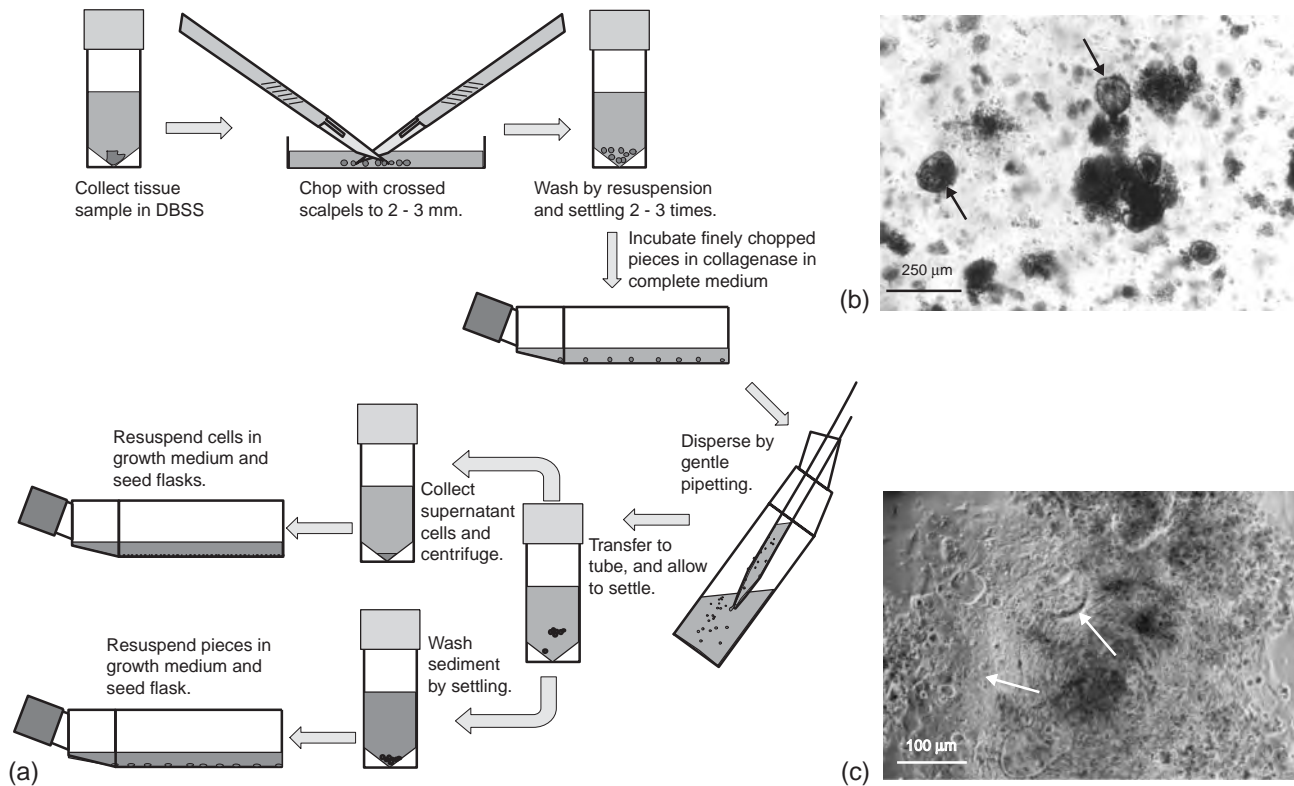 Collect tissue
sample in DBSS
Chop with crossed
scalpels to 2 - 3 mm.
Wash by resuspension
and settling 2 - 3 times.
Incubate finely chopped
pieces in collagenase in
complete medium
250 μm
(b)
Disperse by
gentle
pipetting.
Transfer to
tube, and allow
to settle.
Collect
supernatant
cells and
centrifuge.
Resuspend cells in
growth medium and
seed flasks.
Wash
sediment
by settling.
Resuspend pieces in
growth medium and
seed flask.
(a)
100 μm
(c)